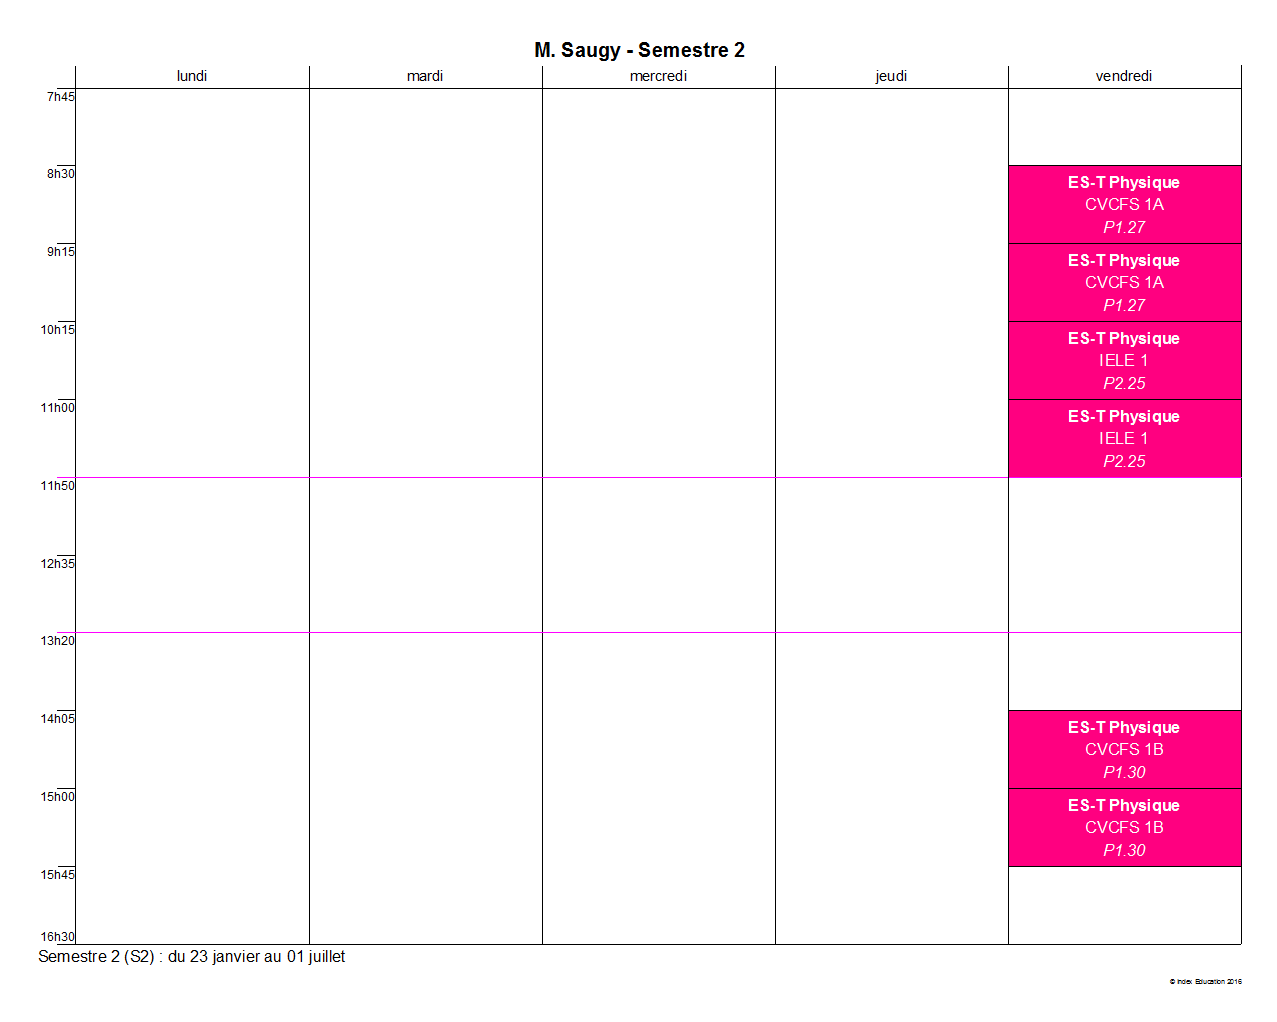 M. Saugy - Semestre 2
lundi
mardi
mercredi
jeudi
vendredi
7h45
8h30
ES-T Physique
CVCFS 1A
P1.27
9h15
ES-T Physique
CVCFS 1A
P1.27
10h15
ES-T Physique
IELE 1
P2.25
11h00
ES-T Physique
IELE 1
P2.25
11h50
12h35
13h20
14h05
ES-T Physique
CVCFS 1B
P1.30
15h00
ES-T Physique
CVCFS 1B
P1.30
15h45
16h30
Semestre 2 (S2) : du 23 janvier au 01 juillet
© Index Education 2016